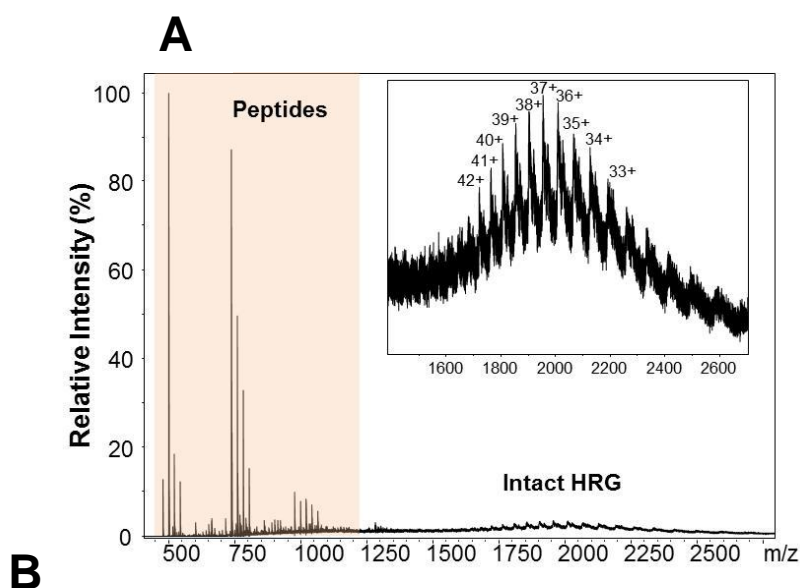 A
Relative Intensity (%)
100
80
60
40
20
0
Peptides
37+
38+ 36+
39+
35+
40+ 34+
41+
42+ 33+
1600 1800 2000 2200 2400 2600
Intact HRG
500 750 1000 1250 1500 1750 2000 2250 2500 m/z
B